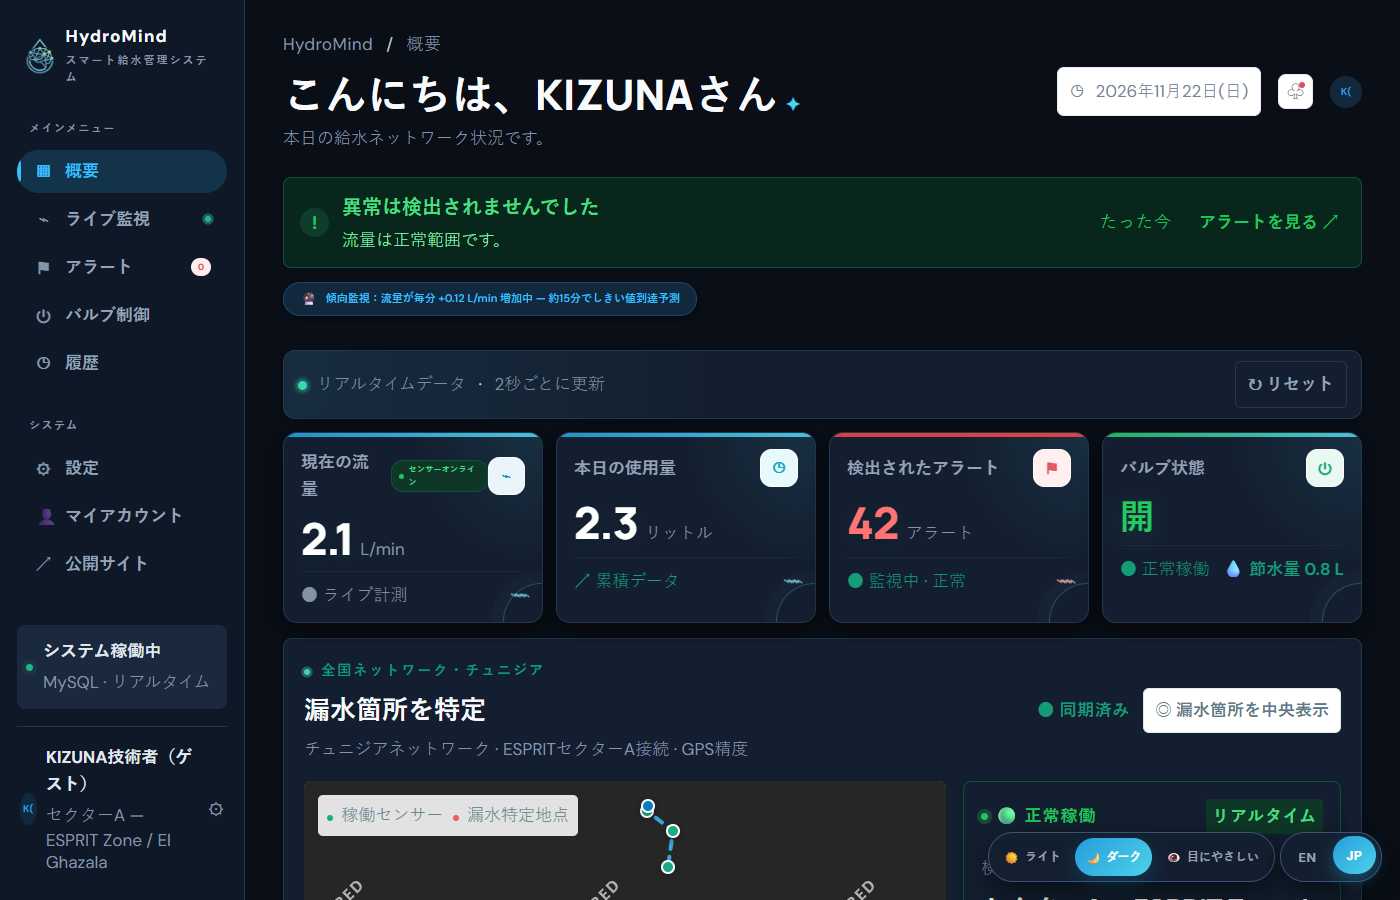 HydroMind
スマート給水管理システ
ム
メインメニュー
概要
ライブ監視
アラート
0
バルブ制御
履歴
システム
設定
マイアカウント
公開サイト
システム稼働中
MySQL · リアルタイム
KIZUNA技術者（ゲ
スト）
K(
セクターA —
ESPRIT Zone / El
Ghazala
HydroMind / 概要
こんにちは、KIZUNAさん
本日の給水ネットワーク状況です。
2026年11月22日(日)
K(
異常は検出されませんでした
流量は正常範囲です。
たった今
アラートを見る ↗
傾向監視：流量が毎分 +0.12 L/min 増加中 — 約15分でしきい値到達予測
リアルタイムデータ · 2秒ごとに更新
↻ リセット
現在の流
量
センサーオンライ
ン
2.1 L/min
ライブ計測
本日の使用量
2.3 リットル
↗ 累積データ
検出されたアラート
42 アラート
監視中 · 正常
バルブ状態
開
正常稼働
節水量 0.8 L
全国ネットワーク・チュニジア
漏水箇所を特定
チュニジアネットワーク · ESPRITセクターA接続 · GPS精度
同期済み
◎ 漏水箇所を中央表示
稼働センサー
漏水特定地点
正常稼働
リアルタイム
ライト
ダーク
目にやさしい
EN
JP